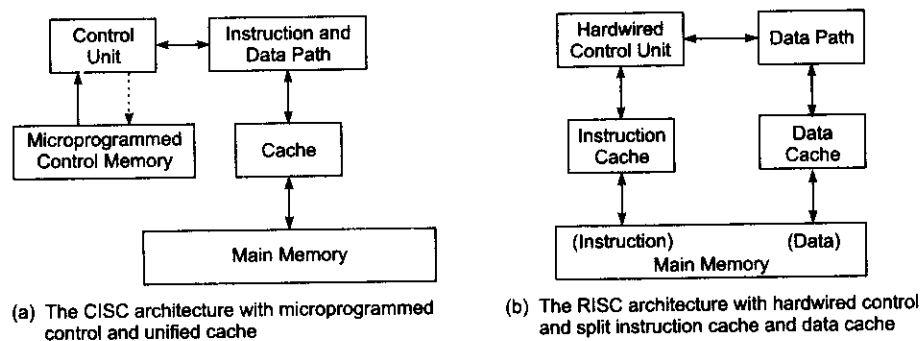 Control
Unit
Instruction and
Data Path
Microprogrammed
Control Memory
Cache
Main Memory
(a) The CISC architecture with microprogrammed
control and unified cache
Hardwired
Control Unit
Data Path
Instruction
Cache
Data
Cache
(Instruction) (Data)
Main Memory
(b) The RISC architecture with hardwired control
and split instruction cache and data cache